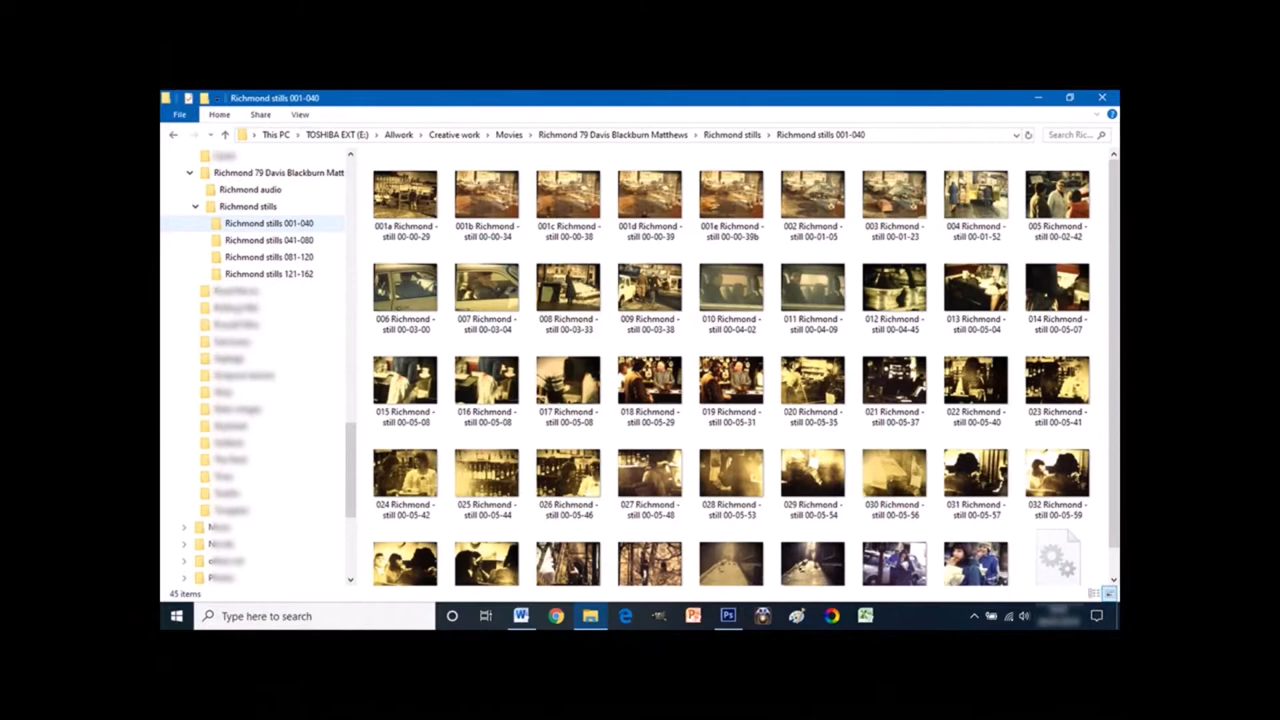 Richmond stills 001-040
File Home Share View
This PC > TOSHIBA EXT (E:) > Allwork > Creative work > Movies > Richmond 79 Davis Blackburn Matthews > Richmond stills > Richmond stills 001-040
Search Ric...
Richmond 79 Davis Blackburn Matt
Richmond audio
Richmond stills
Richmond stills 001-040
Richmond stills 041-080
Richmond stills 081-120
Richmond stills 121-162
001a Richmond - still 00-00-29
001b Richmond - still 00-00-34
001c Richmond - still 00-00-38
001d Richmond - still 00-00-39
001e Richmond - still 00-00-39b
002 Richmond - still 00-01-05
003 Richmond - still 00-01-23
004 Richmond - still 00-01-52
005 Richmond - still 00-02-42
006 Richmond - still 00-03-00
007 Richmond - still 00-03-04
008 Richmond - still 00-03-33
009 Richmond - still 00-03-38
010 Richmond - still 00-04-02
011 Richmond - still 00-04-09
012 Richmond - still 00-04-45
013 Richmond - still 00-05-04
014 Richmond - still 00-05-07
015 Richmond - still 00-05-08
016 Richmond - still 00-05-08
017 Richmond - still 00-05-08
018 Richmond - still 00-05-29
019 Richmond - still 00-05-31
020 Richmond - still 00-05-35
021 Richmond - still 00-05-37
022 Richmond - still 00-05-40
023 Richmond - still 00-05-41
024 Richmond - still 00-05-42
025 Richmond - still 00-05-44
026 Richmond - still 00-05-46
027 Richmond - still 00-05-48
028 Richmond - still 00-05-53
029 Richmond - still 00-05-54
030 Richmond - still 00-05-56
031 Richmond - still 00-05-57
032 Richmond - still 00-05-59
45 items
Type here to search